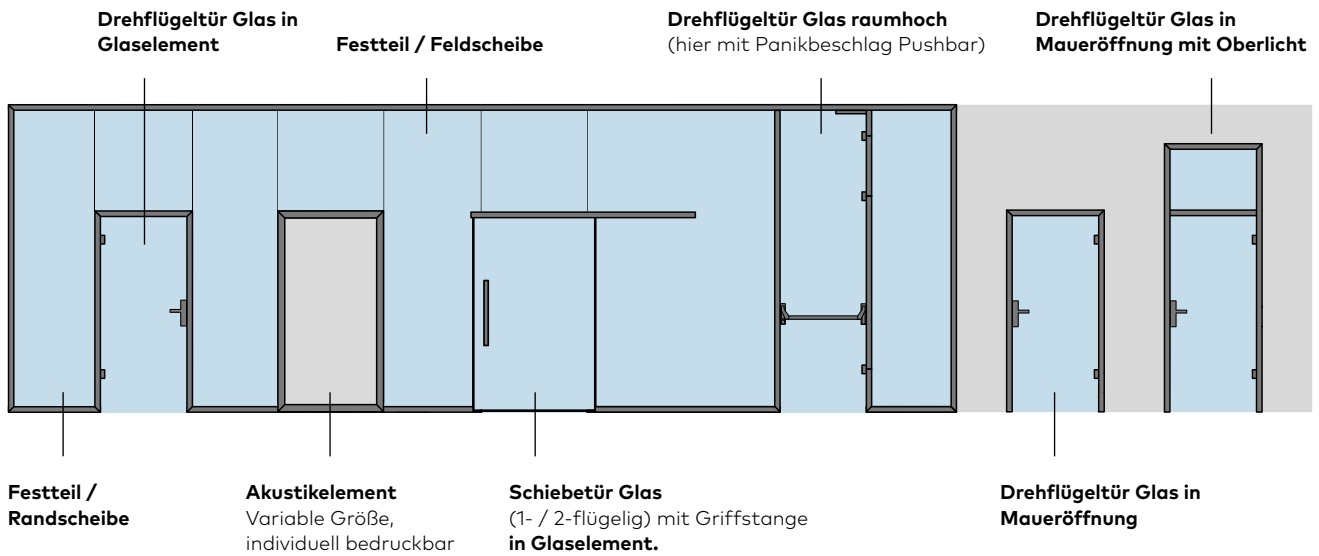 Drehflügeltür Glas in
Glaselement
Festteil / Feldscheibe
Drehflügeltür Glas raumhoch
(hier mit Panikbeschlag Pushbar)
Drehflügeltür Glas in
Maueröffnung mit Oberlicht
Festteil /
Randscheibe
Akustikelement
Variable Größe,
individuell bedruckbar
Schiebetür Glas
(1- / 2-flügelig) mit Griffstange
in Glaselement.
Drehflügeltür Glas in
Maueröffnung